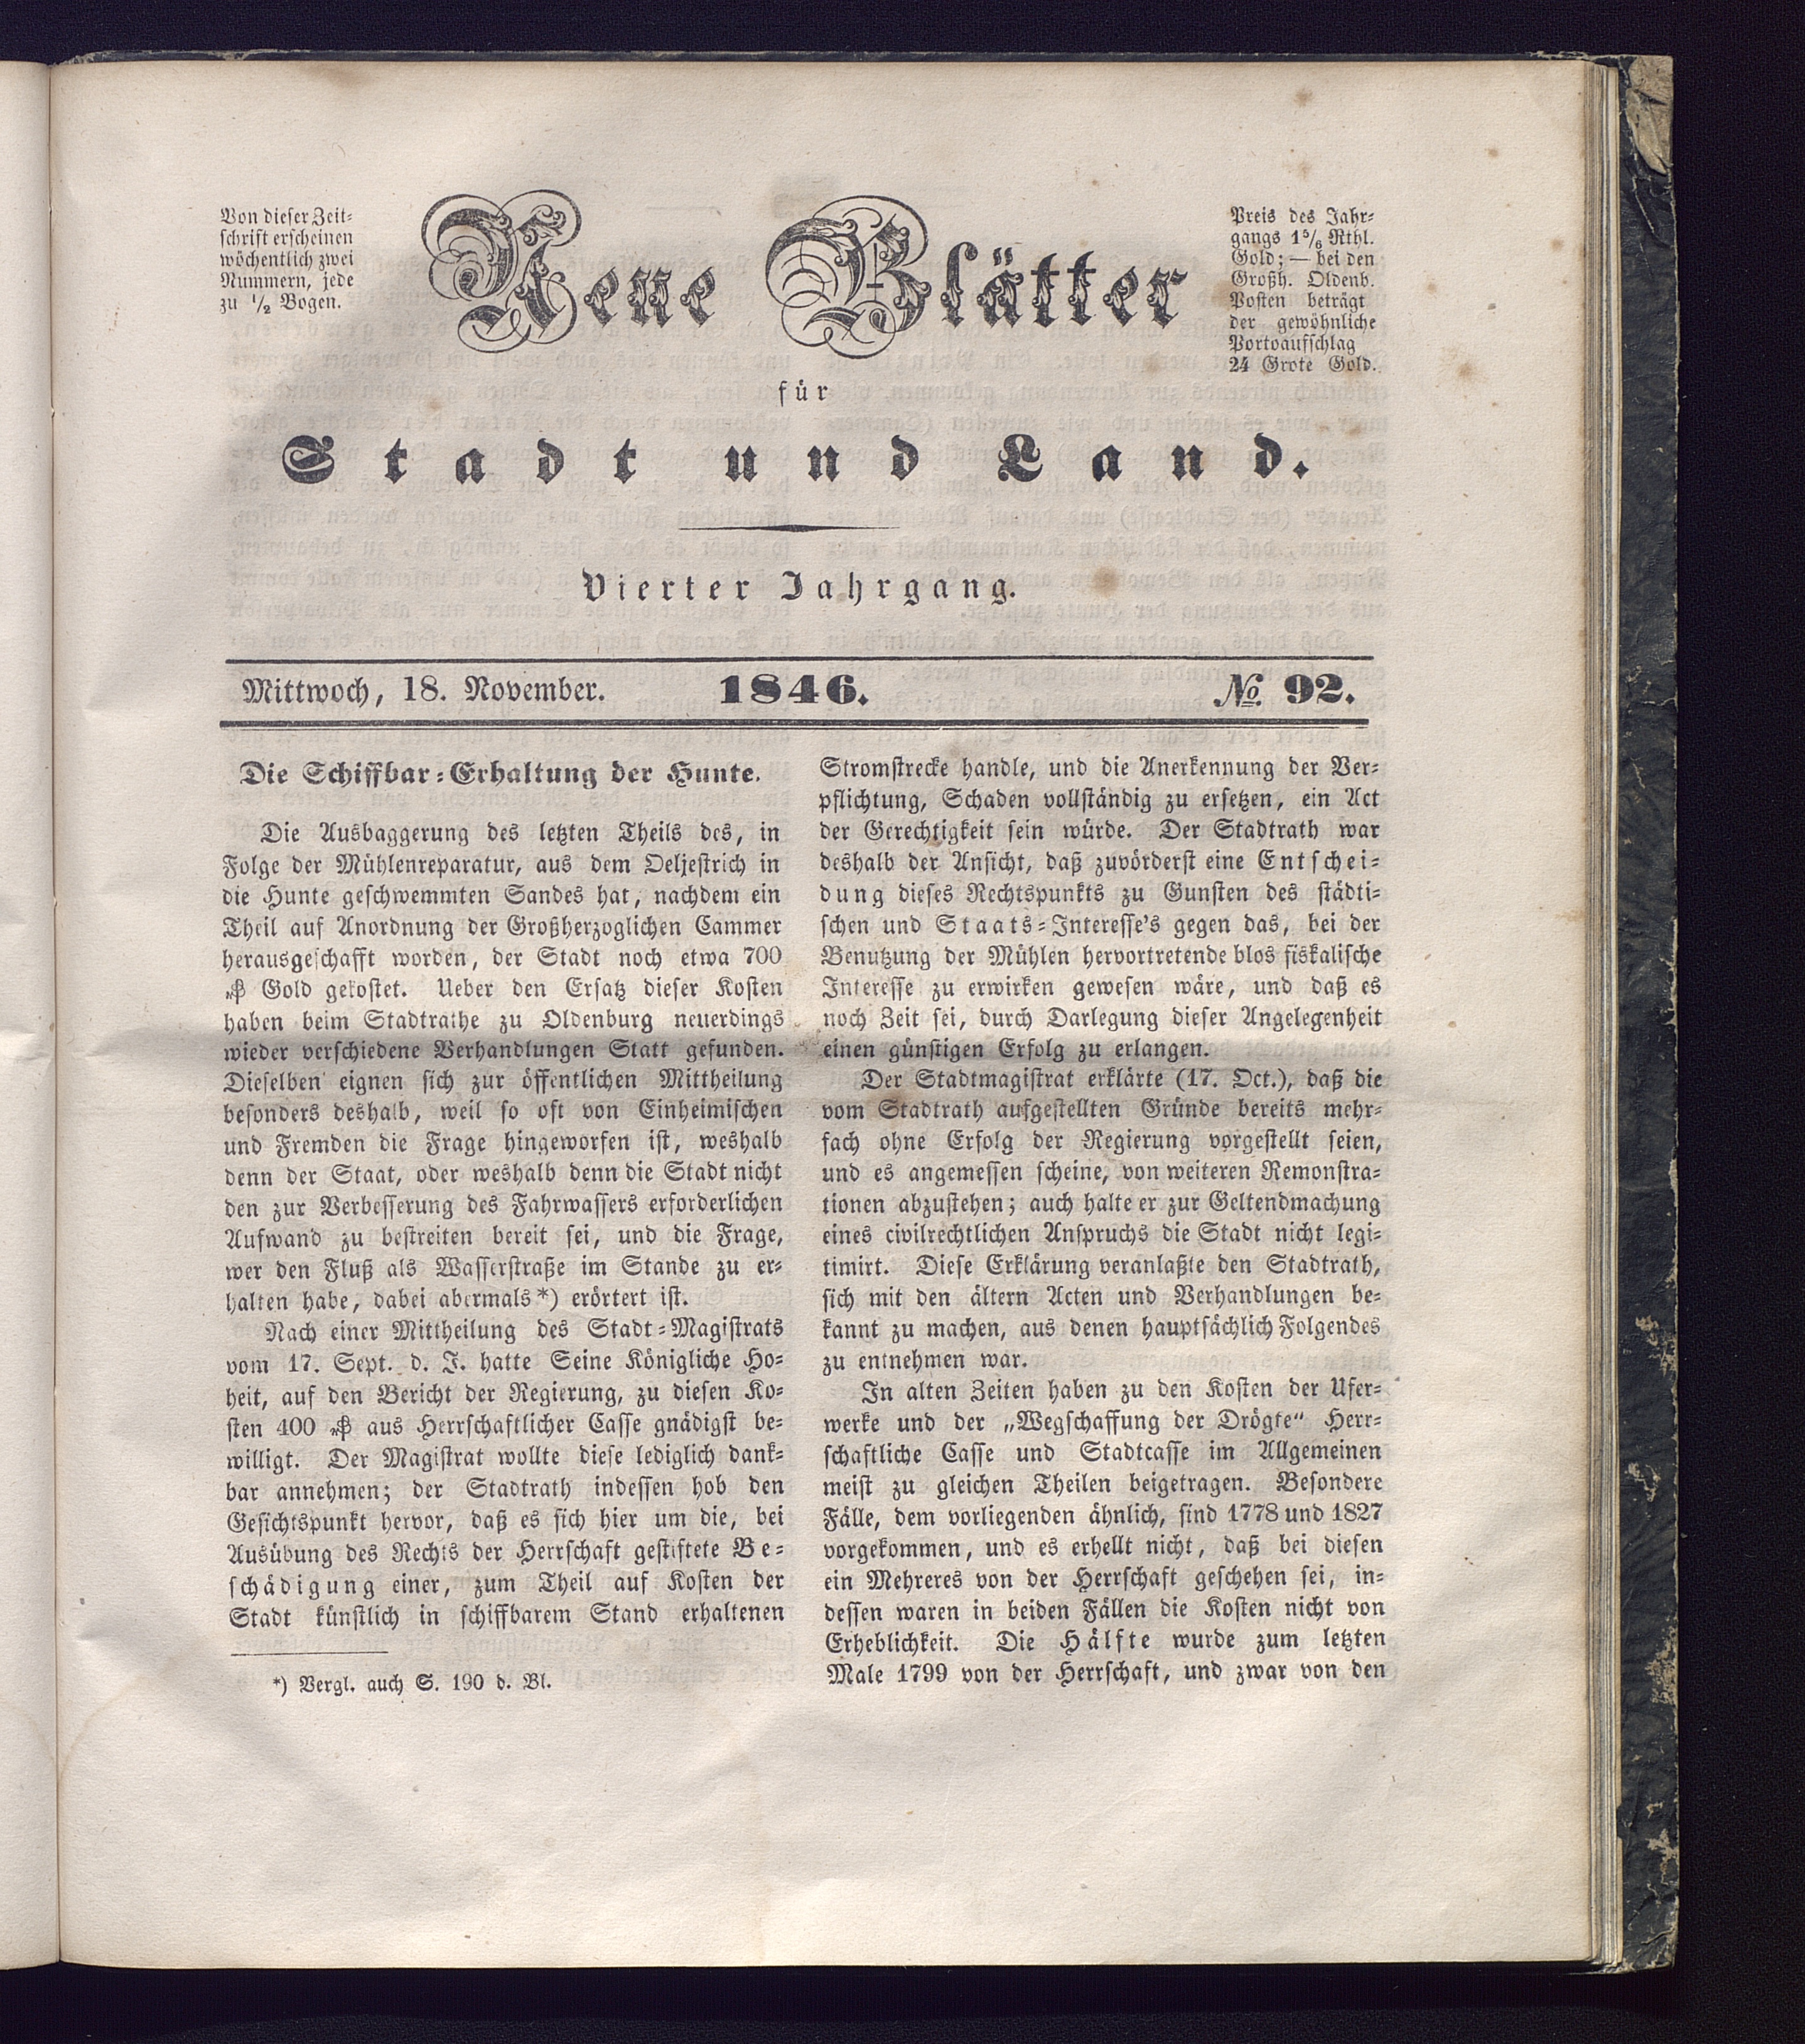 Von dieser Zeit-
schrift erscheinen
wöchentlich zwei
Nummern, jede
zu 1/2 Bogen.
Neue Blätter
Preis des Jahr-
gangs 1 5/6 Rthl.
Gold; — bei den
Großh. Oldenb.
Posten beträgt
der gewöhnliche
Portoaufschlag
24 Grote Gold.
für
Stadt und Land.
Vierter Jahrgang.
Mittwoch, 18. November. 1846. № 92.
Die Schiffbar-Erhaltung der Hunte.
Die Ausbaggerung des letzten Theils des, in
Folge der Mühlenreparatur, aus dem Oeljestrich in
die Hunte geschwemmten Sandes hat, nachdem ein
Theil auf Anordnung der Großherzoglichen Cammer
herausgeschafft worden, der Stadt noch etwa 700
₰ Gold gekostet. Ueber den Ersatz dieser Kosten
haben beim Stadtrathe zu Oldenburg neuerdings
wieder verschiedene Verhandlungen Statt gefunden.
Dieselben eignen sich zur öffentlichen Mittheilung
besonders deshalb, weil so oft von Einheimischen
und Fremden die Frage hingeworfen ist, weshalb
denn der Staat, oder weshalb denn die Stadt nicht
den zur Verbesserung des Fahrwassers erforderlichen
Aufwand zu bestreiten bereit sei, und die Frage,
wer den Fluß als Wasserstraße im Stande zu er-
halten habe, dabei abermals*) erörtert ist.
Nach einer Mittheilung des Stadt-Magistrats
vom 17. Sept. d. J. hatte Seine Königliche Ho-
heit, auf den Bericht der Regierung, zu diesen Ko-
sten 400 ₰ aus Herrschaftlicher Casse gnädigst be-
willigt. Der Magistrat wollte diese lediglich dank-
bar annehmen; der Stadtrath indessen hob den
Gesichtspunkt hervor, daß es sich hier um die, bei
Ausübung des Rechts der Herrschaft gestiftete Be-
schädigung einer, zum Theil auf Kosten der
Stadt künstlich in schiffbarem Stand erhaltenen
*) Vergl. auch S. 190 d. Bl.
Stromstrecke handle, und die Anerkennung der Ver-
pflichtung, Schaden vollständig zu ersetzen, ein Act
der Gerechtigkeit sein würde. Der Stadtrath war
deshalb der Ansicht, daß zuvörderst eine Entschei-
dung dieses Rechtspunkts zu Gunsten des städti-
schen und Staats-Interesse's gegen das, bei der
Benutzung der Mühlen hervortretende blos fiskalische
Interesse zu erwirken gewesen wäre, und daß es
noch Zeit sei, durch Darlegung dieser Angelegenheit
einen günstigen Erfolg zu erlangen.
Der Stadtmagistrat erklärte (17. Oct.), daß die
vom Stadtrath aufgestellten Gründe bereits mehr-
fach ohne Erfolg der Regierung vorgestellt seien,
und es angemessen scheine, von weiteren Remonstra-
tionen abzustehen; auch halte er zur Geltendmachung
eines civilrechtlichen Anspruchs die Stadt nicht legi-
timirt. Diese Erklärung veranlaßte den Stadtrath,
sich mit den ältern Acten und Verhandlungen be-
kannt zu machen, aus denen hauptsächlich Folgendes
zu entnehmen war.
In alten Zeiten haben zu den Kosten der Ufer-
werke und der „Wegschaffung der Drögte“ Herr-
schaftliche Casse und Stadtcasse im Allgemeinen
meist zu gleichen Theilen beigetragen. Besondere
Fälle, dem vorliegenden ähnlich, sind 1778 und 1827
vorgekommen, und es erhellt nicht, daß bei diesen
ein Mehreres von der Herrschaft geschehen sei, in-
dessen waren in beiden Fällen die Kosten nicht von
Erheblichkeit. Die Hälfte wurde zum letzten
Male 1799 von der Herrschaft, und zwar von den